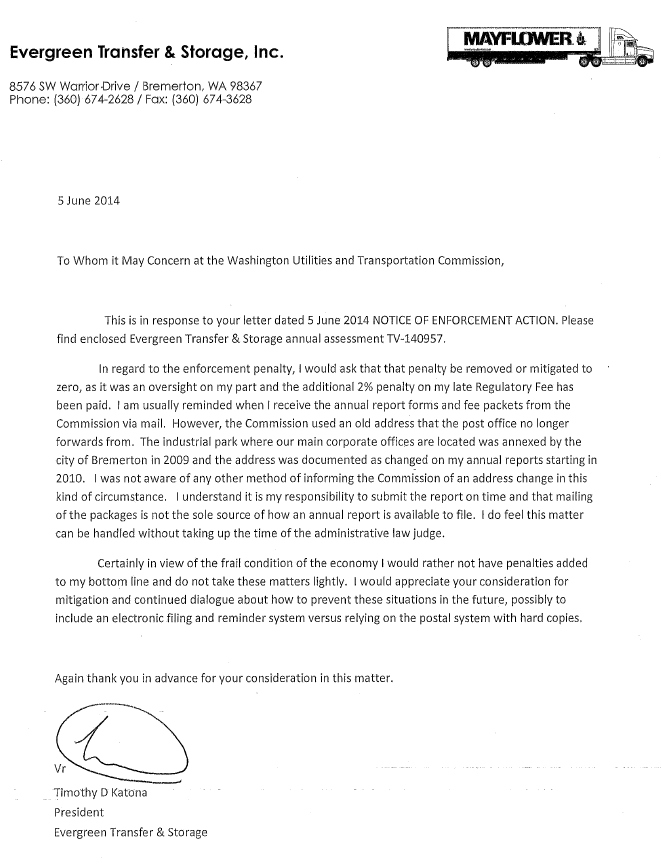 MAYFLOWER
Evergreen Transfer & Storage, Inc.
8576 SW Warrior Drive / Bremerton, WA 98367
Phone: (360) 674-2628 / Fax: (360) 674-3628
5 June 2014
To Whom it May Concern at the Washington Utilities and Transportation Commission,
This is in response to your letter dated 5 June 2014 NOTICE OF ENFORCEMENT ACTION. Please
find enclosed Evergreen Transfer & Storage annual assessment TV-140957.
In regard to the enforcement penalty, I would ask that that penalty be removed or mitigated to
zero, as it was an oversight on my part and the additional 2% penalty on my late Regulatory Fee has
been paid. I am usually reminded when I receive the annual report forms and fee packets from the
Commission via mail. However, the Commission used an old address that the post office no longer
forwards from. The industrial park where our main corporate offices are located was annexed by the
city of Bremerton in 2009 and the address was documented as changed on my annual reports starting in
2010. I was not aware of any other method of informing the Commission of an address change in this
kind of circumstance. I understand it is my responsibility to submit the report on time and that mailing
of the packages is not the sole source of how an annual report is available to file. I do feel this matter
can be handled without taking up the time of the administrative law judge.
Certainly in view of the frail condition of the economy I would rather not have penalties added
to my bottom line and do not take these matters lightly. I would appreciate your consideration for
mitigation and continued dialogue about how to prevent these situations in the future, possibly to
include an electronic filing and reminder system versus relying on the postal system with hard copies.
Again thank you in advance for your consideration in this matter.
Vr
Timothy D Katona
President
Evergreen Transfer & Storage